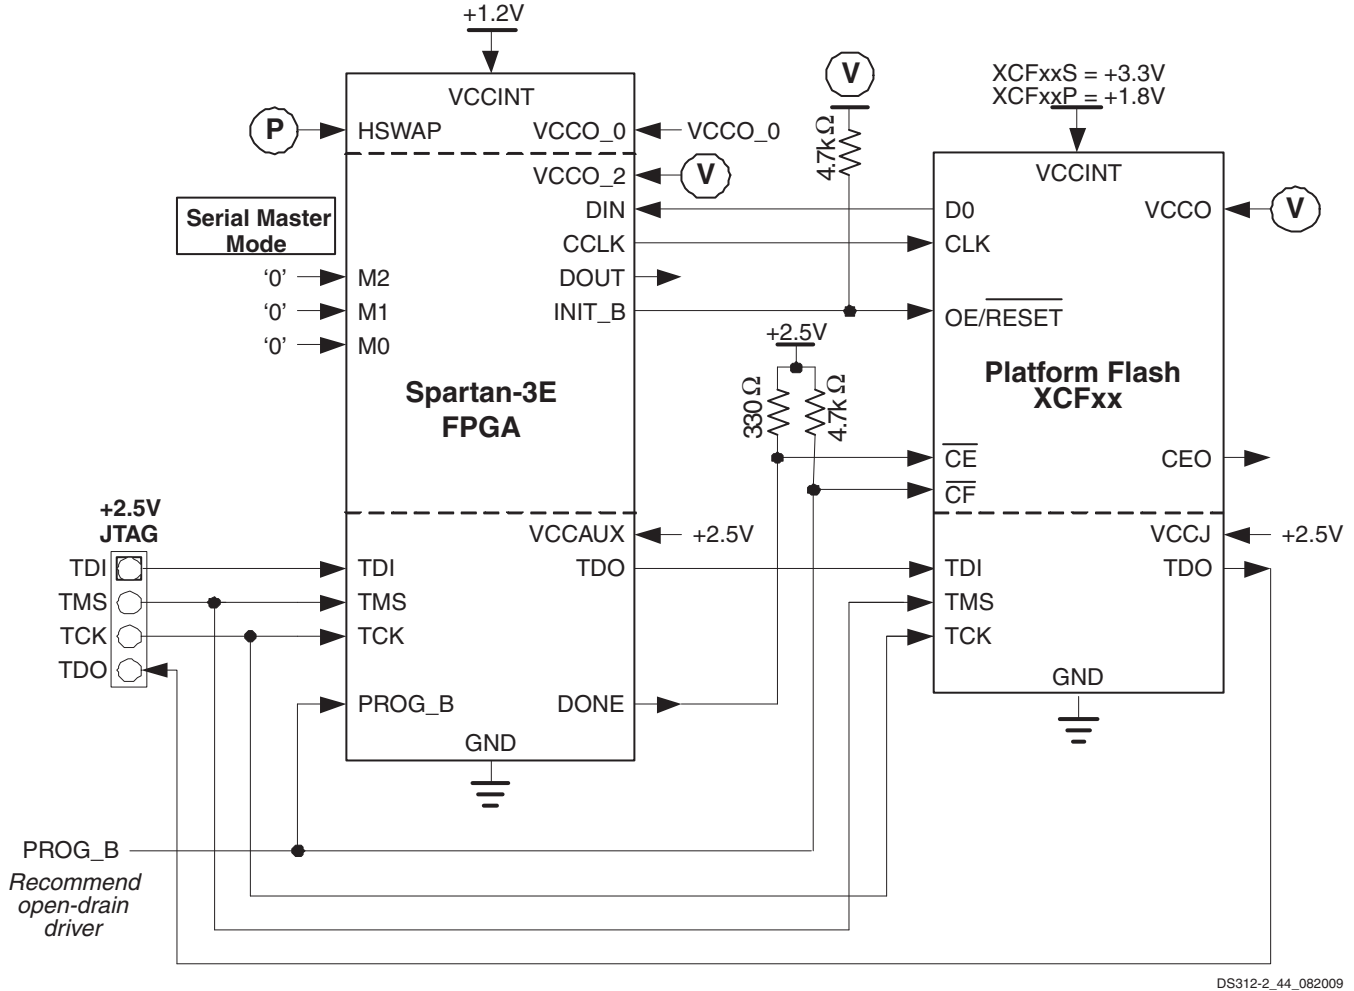 +1.2V
VCCINT
P
HSWAP
VCCO_0
VCCO_0
VCCO_2
V
Serial Master
Mode
DIN
CCLK
DOUT
INIT_B
‘0’
M2
‘0’
M1
‘0’
M0
Spartan-3E
FPGA
V
4.7kΩ
XCFxxS = +3.3V
XCFxxP = +1.8V
VCCINT
D0
VCCO
V
CLK
OE/RESET
+2.5V
330Ω
4.7kΩ
Platform Flash
XCFxx
CE
CEO
CF
+2.5V
JTAG
TDI
TMS
TCK
TDO
VCCAUX
+2.5V
TDI
TDO
TMS
TCK
PROG_B
DONE
GND
VCCJ
+2.5V
TDI
TDO
TMS
TCK
GND
PROG_B
Recommend
open-drain
driver
DS312-2_44_082009